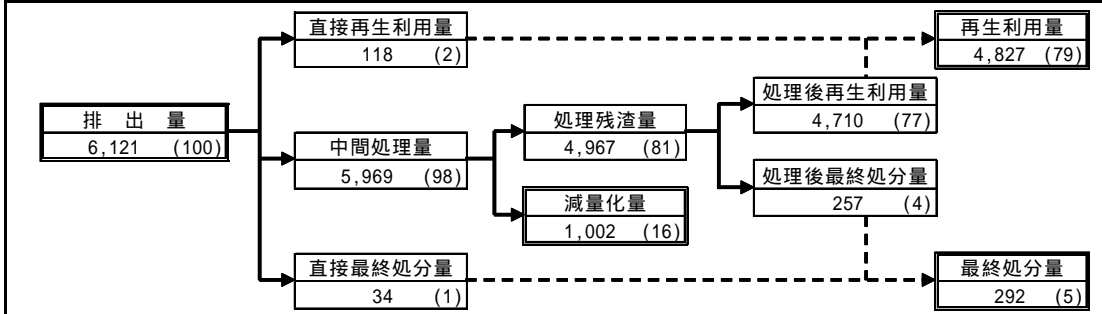 直接再生利用量
118 (2)
再生利用量
4,827 (79)
処理後再生利用量
4,710 (77)
排 出 量
6,121 (100)
処理残渣量
4,967 (81)
中間処理量
5,969 (98)
処理後最終処分量
257 (4)
減量化量
1,002 (16)
直接最終処分量
34 (1)
最終処分量
292 (5)